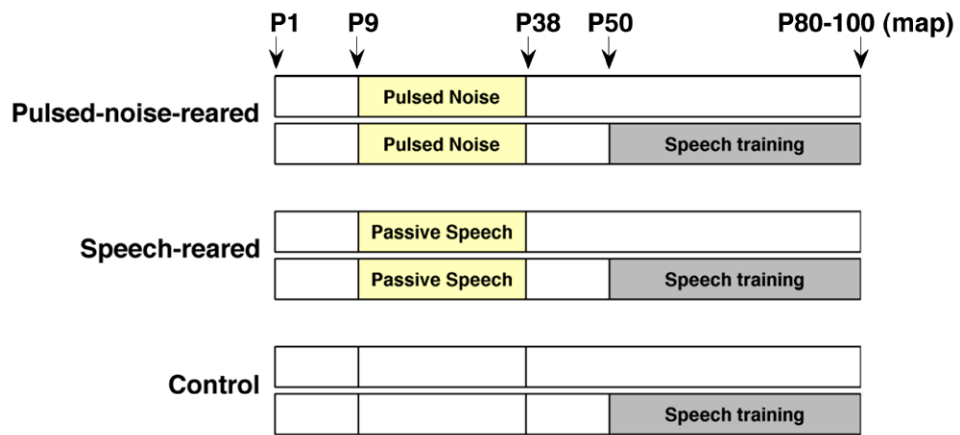 P1 P9 P38 P50 P80-100 (map)
Pulsed-noise-reared
Pulsed Noise
Pulsed Noise Speech training
Speech-reared
Passive Speech
Passive Speech Speech training
Control
Speech training